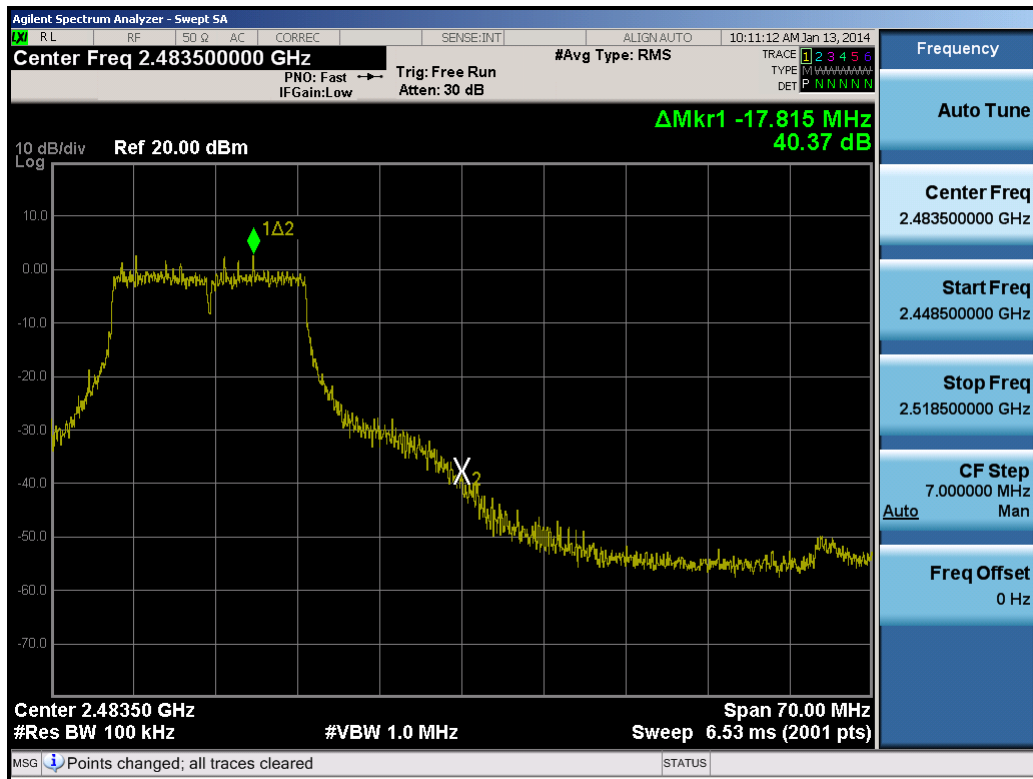 Agilent Spectrum Analyzer - Swept SA
LXI RL RF 50 Ω AC CORREC SENSE:INT ALIGN AUTO 10:11:12 AM Jan 13, 2014
Center Freq 2.483500000 GHz
PNO: Fast
IFGain:Low
Trig: Free Run
Atten: 30 dB
#Avg Type: RMS
TRACE 1 2 3 4 5 6
TYPE M WWWWW
DET P N N N N N
ΔMkr1 -17.815 MHz
40.37 dB
10 dB/div Ref 20.00 dBm
Log
10.0
0.00
-10.0
-20.0
-30.0
-40.0
-50.0
-60.0
-70.0
1Δ2
X2
Center 2.48350 GHz Span 70.00 MHz
#Res BW 100 kHz #VBW 1.0 MHz Sweep 6.53 ms (2001 pts)
MSG Points changed; all traces cleared STATUS
Frequency
Auto Tune
Center Freq
2.483500000 GHz
Start Freq
2.448500000 GHz
Stop Freq
2.518500000 GHz
CF Step
7.000000 MHz
Auto Man
Freq Offset
0 Hz